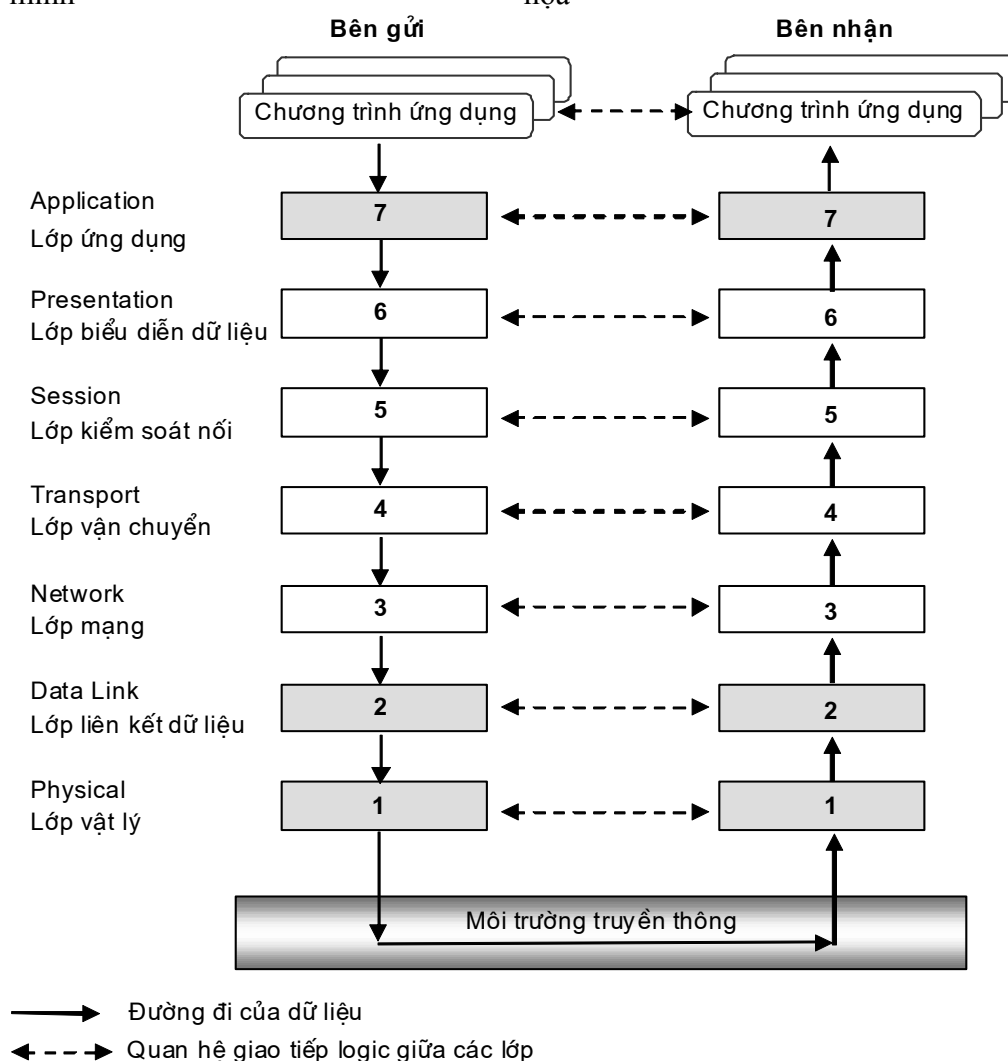 Bên gửi Bên nhận
Chương trình ứng dụng Chương trình ứng dụng
Application
Lớp ứng dụng
7 7
Presentation
Lớp biểu diễn dữ liệu
6 6
Session
Lớp kiểm soát nối
5 5
Transport
Lớp vận chuyển
4 4
Network
Lớp mạng
3 3
Data Link
Lớp liên kết dữ liệu
2 2
Physical
Lớp vật lý
1 1
Môi trường truyền thông
Đường đi của dữ liệu
Quan hệ giao tiếp logic giữa các lớp